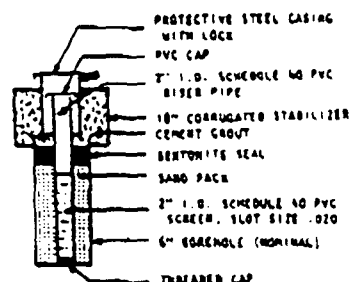 PROTECTIVE STEEL CASING
WITH LOCK
PVC CAP
2" I.D. SCHEDULE 40 PVC
RISER PIPE
10" CORRUGATED STABILIZER
CEMENT GROUT
BENTONITE SEAL
SAND PACK
2" I.D. SCHEDULE 40 PVC
SCREEN, SLOT SIZE .020
6" BOREHOLE (NOMINAL)
THREADED CAP